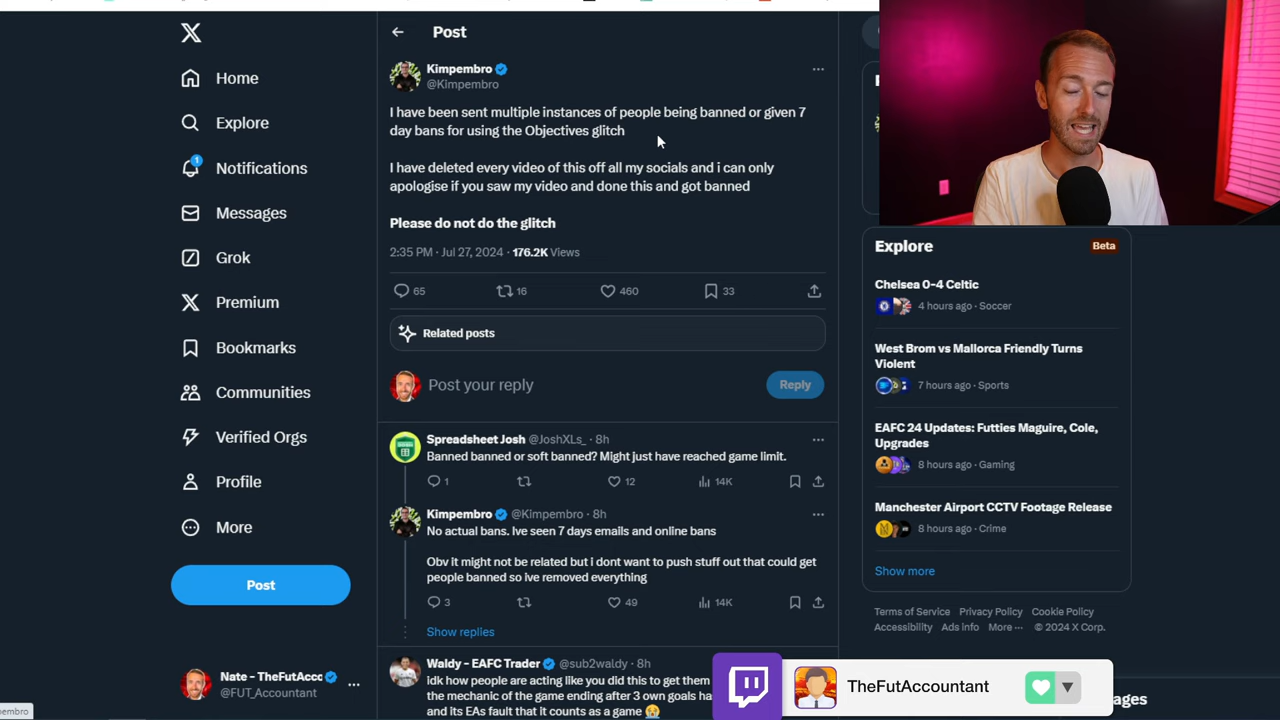 Post
Kimpembro
@Kimpembro
I have been sent multiple instances of people being banned or given 7
day bans for using the Objectives glitch
I have deleted every video of this off all my socials and i can only
apologise if you saw my video and done this and got banned
Please do not do the glitch
2:35 PM · Jul 27, 2024 · 176.2K Views
65
16
460
33
Related posts
Post your reply
Reply
Spreadsheet Josh @JoshXLs_ · 8h
Banned banned or soft banned? Might just have reached game limit.
1
12
14K
Kimpembro @Kimpembro · 8h
No actual bans. Ive seen 7 days emails and online bans
Obv it might not be related but i dont want to push stuff out that could get
people banned so ive removed everything
3
49
14K
Show replies
Waldy - EAFC Trader @sub2waldy · 8h
idk how people are acting like you did this to get them
the mechanic of the game ending after 3 own goals ha
and its EAs fault that it counts as a game 😭
Home
Explore
1
Notifications
Messages
Grok
Premium
Bookmarks
Communities
Verified Orgs
Profile
More
Post
Nate - TheFutAccou
@FUT_Accountant
pembro
Explore
Beta
Chelsea 0-4 Celtic
4 hours ago · Soccer
West Brom vs Mallorca Friendly Turns
Violent
7 hours ago · Sports
EAFC 24 Updates: Futties Maguire, Cole,
Upgrades
8 hours ago · Gaming
Manchester Airport CCTV Footage Release
8 hours ago · Crime
Show more
Terms of Service Privacy Policy Cookie Policy
Accessibility Ads info More ··· © 2024 X Corp.
TheFutAccountant
ages